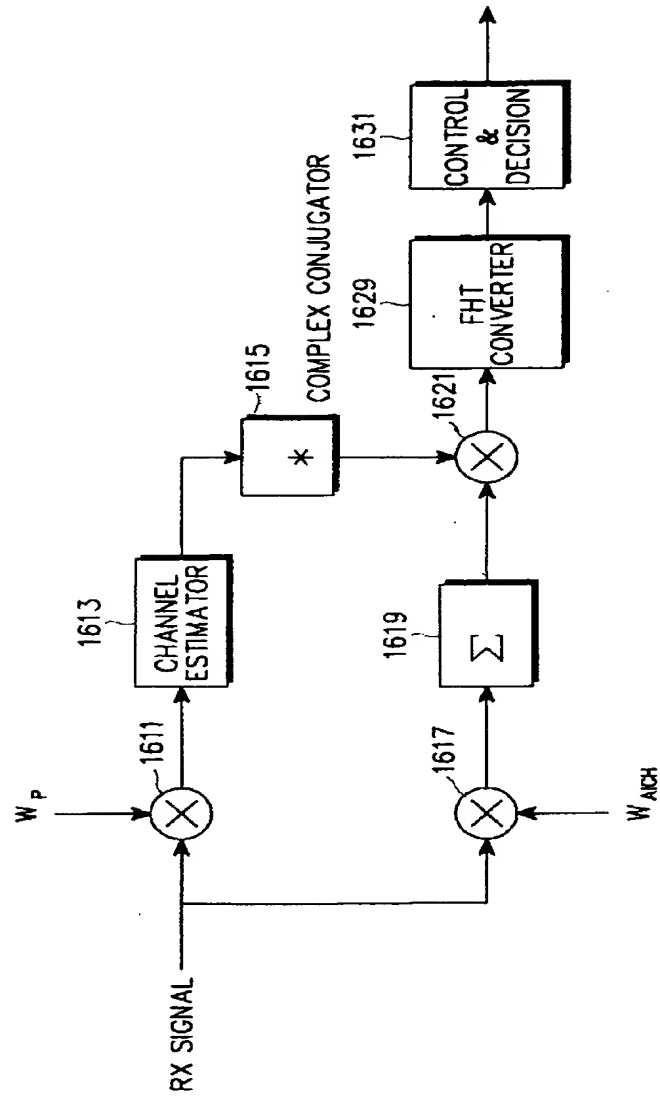 RX SIGNAL
W_P
1611
1613
CHANNEL
ESTIMATOR
1615
*
COMPLEX CONJUGATOR
W_AICH
1617
1619
Σ
1621
1629
FHT
CONVERTER
1631
CONTROL
&
DECISION